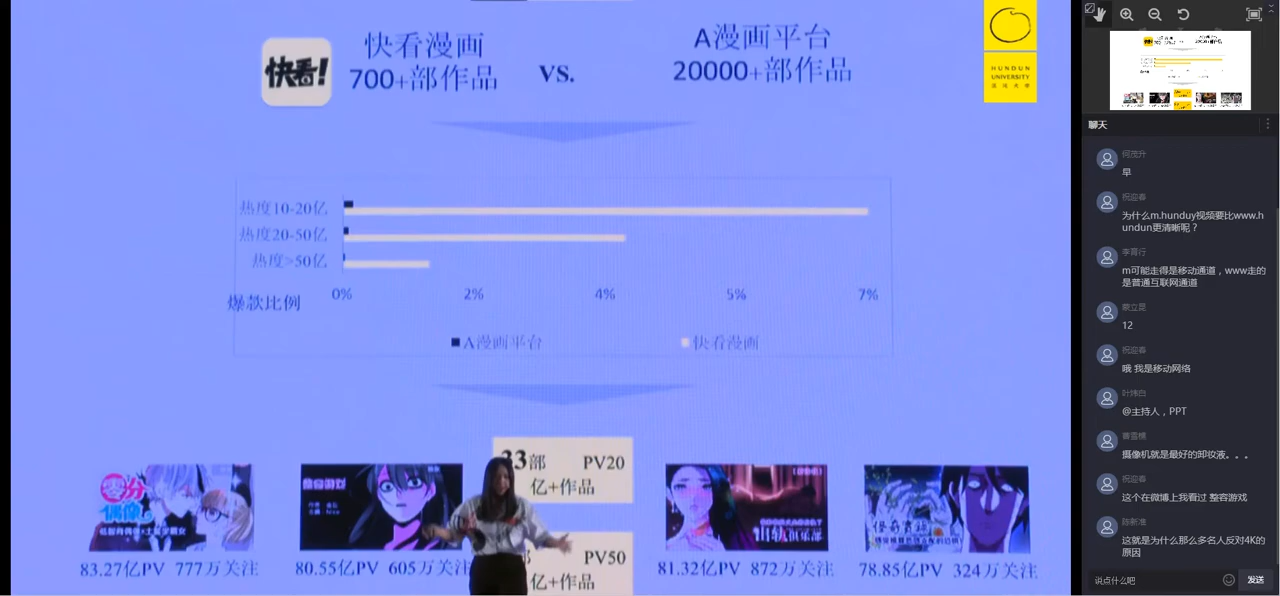 快看!
快看漫画
700+部作品
VS.
A漫画平台
20000+部作品
HUNDUN
UNIVERSITY
热度10-20亿
热度20-50亿
热度>50亿
爆款比例
0%
2%
4%
5%
7%
A漫画平台
快看漫画
33部 PV20
亿+作品
PV50
亿+作品
零分
偶像
83.27亿PV 777万关注
80.55亿PV 605万关注
81.32亿PV 872万关注
78.85亿PV 324万关注
聊天
早
祝迎春
为什么m.hunduy视频要比www.h
undun更清晰呢？
李青行
m可能走得是移动通道，www走的
是普通互联网通道
12
祝迎春
哦 我是移动网络
@主持人，PPT
摄像机就是最好的卸妆液。。。
祝迎春
这个在微博上我看过 整容游戏
这就是为什么那么多名人反对4K的
原因
说点什么吧
发送